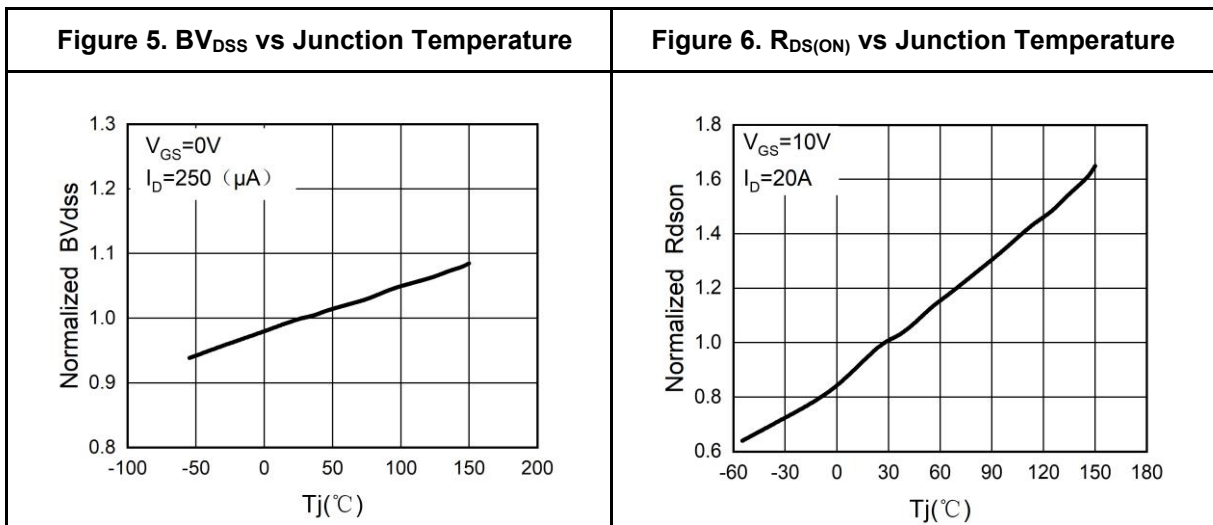 Figure 5. BVDSS vs Junction Temperature
Figure 6. RDS(ON) vs Junction Temperature
1.3
1.2
1.1
1.0
0.9
0.8
Normalized BVdss
VGS=0V
ID=250（μA）
-100 -50 0 50 100 150 200
Tj(℃)
1.8
1.6
1.4
1.2
1.0
0.8
0.6
Normalized Rdson
VGS=10V
ID=20A
-60 -30 0 30 60 90 120 150 180
Tj(℃)